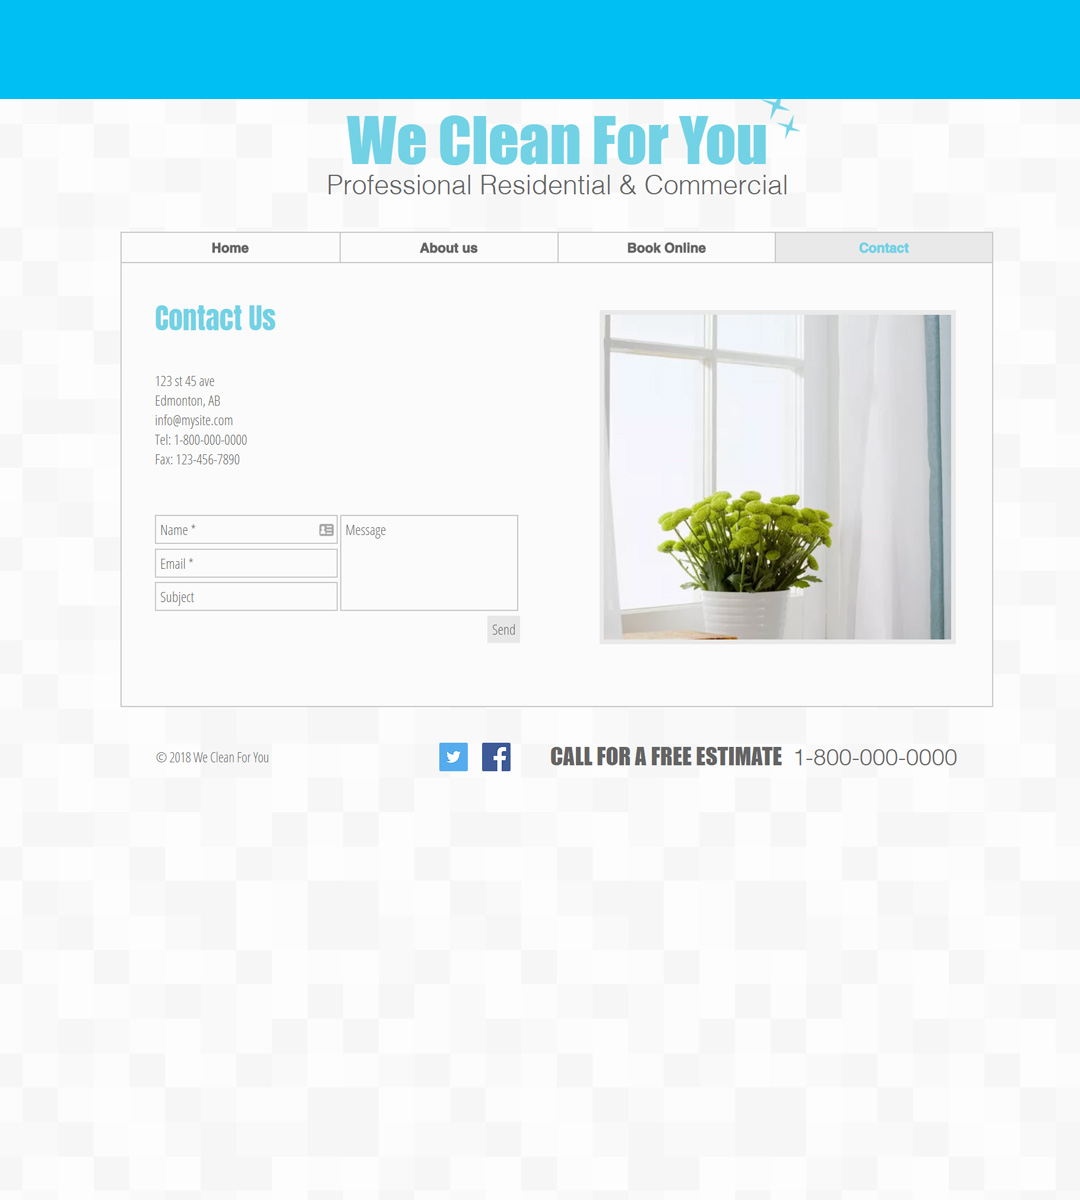 We Clean For You
Professional Residential & Commercial
Home
About us
Book Online
Contact
Contact Us
123 st 45 ave
Edmonton, AB
info@mysite.com
Tel: 1-800-000-0000
Fax: 123-456-7890
Name *
Message
Email *
Subject
Send
© 2018 We Clean For You
CALL FOR A FREE ESTIMATE 1-800-000-0000